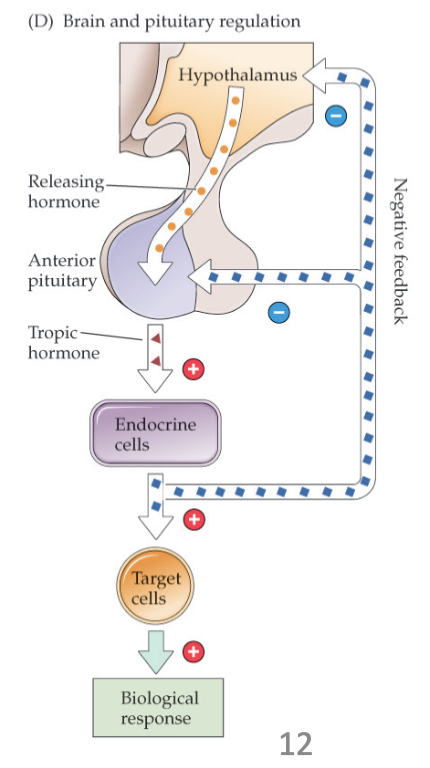 (D) Brain and pituitary regulation
Hypothalamus
−
Releasing
hormone
Negative feedback
Anterior
pituitary
−
Tropic
hormone
+
Endocrine
cells
+
Target
cells
+
Biological
response
12